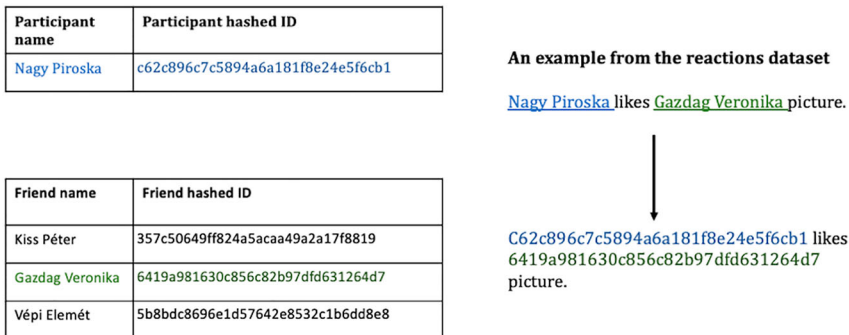 Participant name
Participant hashed ID
Nagy Piroska
c62c896c7c5894a6a181f8e24e5f6cb1
Friend name
Friend hashed ID
Kiss Péter
357c50649ff824a5acaa49a2a17f8819
Gazdag Veronika
6419a981630c856c82b97dfd631264d7
Vépi Elemét
5b8bdc8696e1d57642e8532c1b6dd8e8
An example from the reactions dataset
Nagy Piroska likes Gazdag Veronika picture.
C62c896c7c5894a6a181f8e24e5f6cb1 likes
6419a981630c856c82b97dfd631264d7
picture.